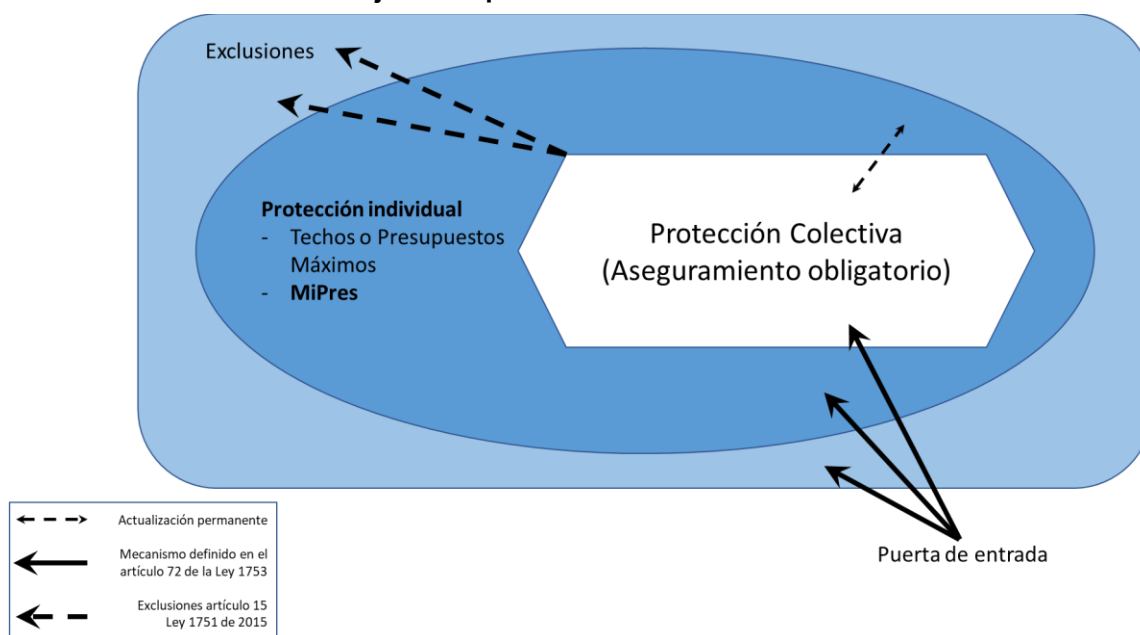 Exclusiones
Protección individual
- Techos o Presupuestos
Máximos
- MiPres
Protección Colectiva
(Aseguramiento obligatorio)
Puerta de entrada
Actualización permanente
Mecanismo definido en el
artículo 72 de la Ley 1753
Exclusiones artículo 15
Ley 1751 de 2015